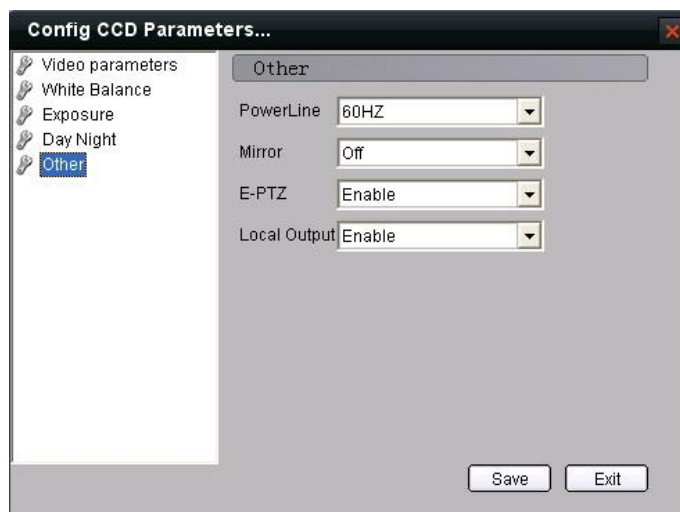 Config CCD Parameters...
Video parameters
White Balance
Exposure
Day Night
Other
Other
PowerLine 60HZ
Mirror Off
E-PTZ Enable
Local Output Enable
Save Exit